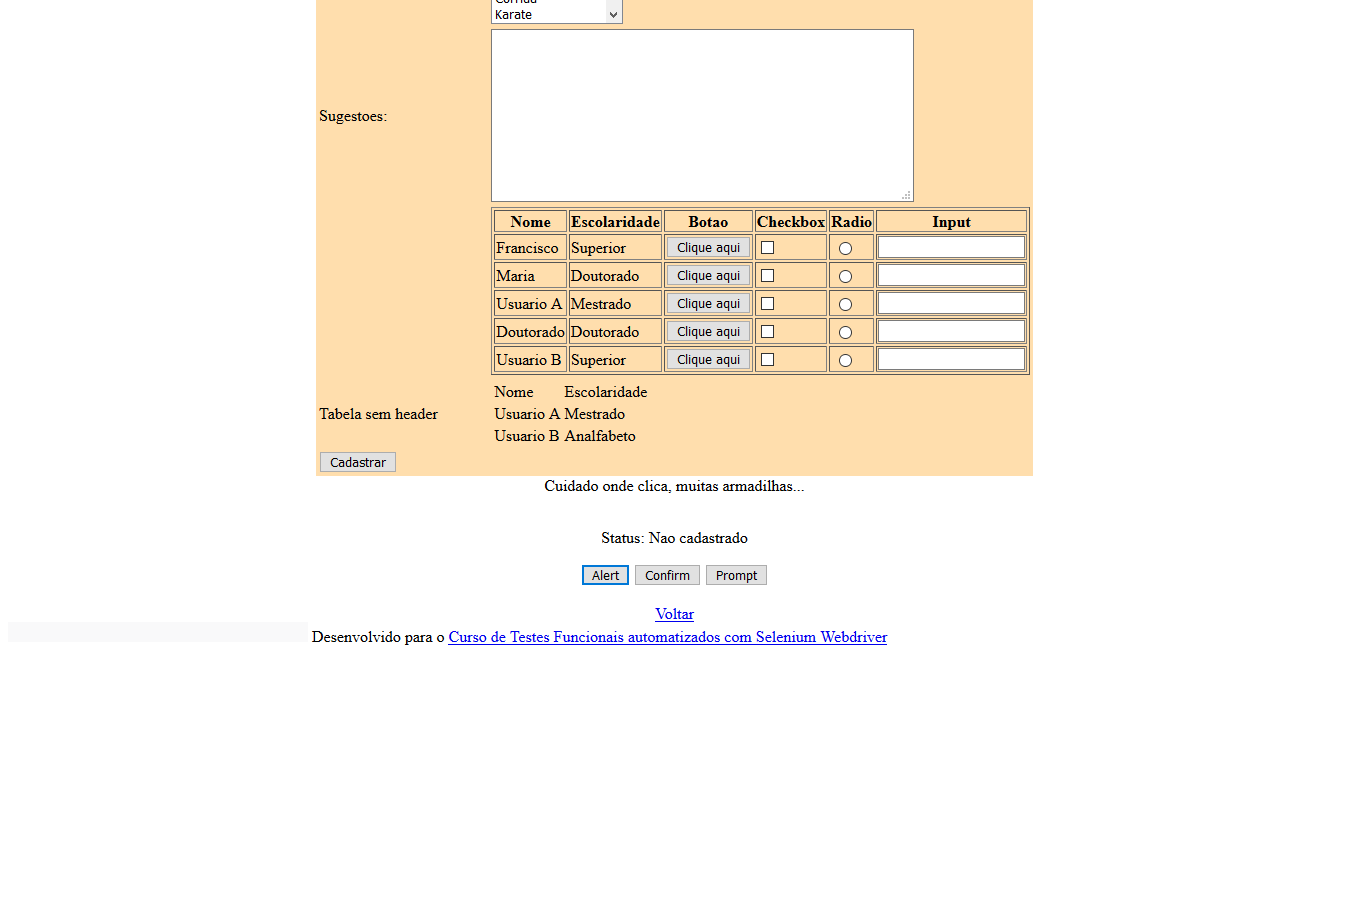 Corrida
Karate
Sugestoes:
Nome Escolaridade Botao Checkbox Radio Input
Francisco Superior Clique aqui
Maria Doutorado Clique aqui
Usuario A Mestrado Clique aqui
Doutorado Doutorado Clique aqui
Usuario B Superior Clique aqui
Nome Escolaridade
Tabela sem header Usuario A Mestrado
Usuario B Analfabeto
Cadastrar
Cuidado onde clica, muitas armadilhas...
Status: Nao cadastrado
Alert Confirm Prompt
Voltar
Desenvolvido para o Curso de Testes Funcionais automatizados com Selenium Webdriver